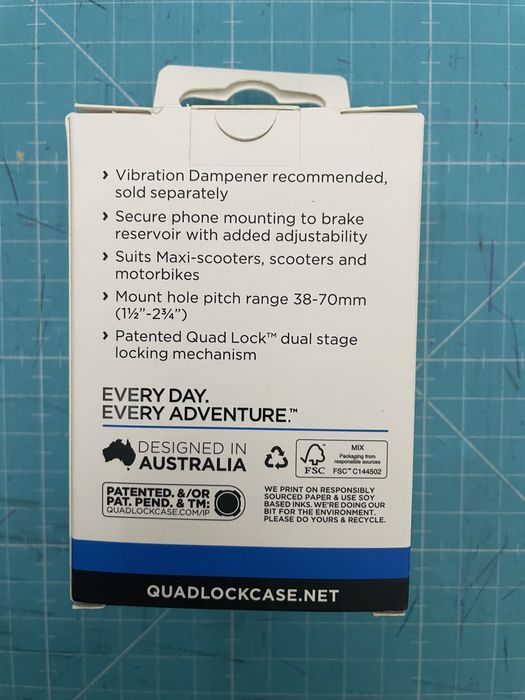 › Vibration Dampener recommended,
sold separately
› Secure phone mounting to brake
reservoir with added adjustability
› Suits Maxi-scooters, scooters and
motorbikes
› Mount hole pitch range 38-70mm
(1½”-2¾”)
› Patented Quad Lock™ dual stage
locking mechanism
EVERY DAY.
EVERY ADVENTURE.™
DESIGNED IN
AUSTRALIA
FSC
MIX
Packaging from
responsible sources
FSC™ C144502
PATENTED. &/OR
PAT. PEND. & TM:
QUADLOCKCASE.COM/IP
WE PRINT ON RESPONSIBLY
SOURCED PAPER & USE SOY
BASED INKS. WE'RE DOING OUR
BIT FOR THE ENVIRONMENT.
PLEASE DO YOURS & RECYCLE.
QUADLOCKCASE.NET